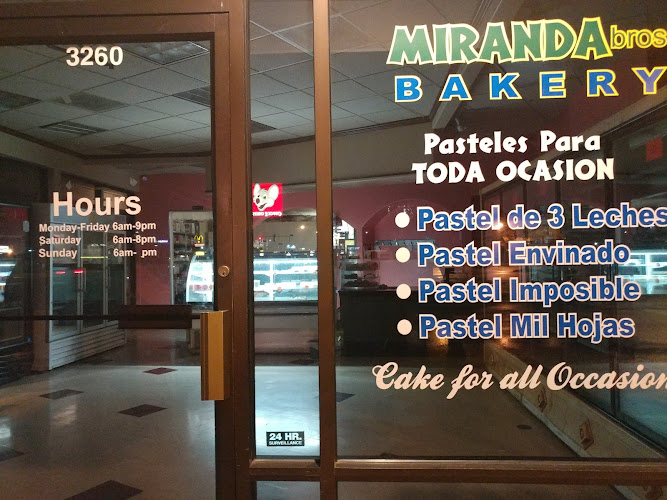 3260
MIRANDA bros
BAKERY
Pasteles Para
TODA OCASION
Hours
Monday-Friday 6am-9pm
Saturday 6am-8pm
Sunday 6am- pm
Pastel de 3 Leches
Pastel Envinado
Pastel Imposible
Pastel Mil Hojas
Cake for all Occasion
24 HR.
SURVEILLANCE